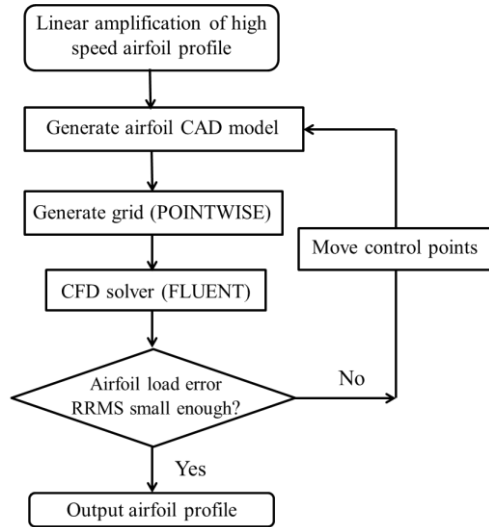 Linear amplification of high
speed airfoil profile
Generate airfoil CAD model
Generate grid (POINTWISE)
Move control points
CFD solver (FLUENT)
Airfoil load error
RRMS small enough?
No
Yes
Output airfoil profile